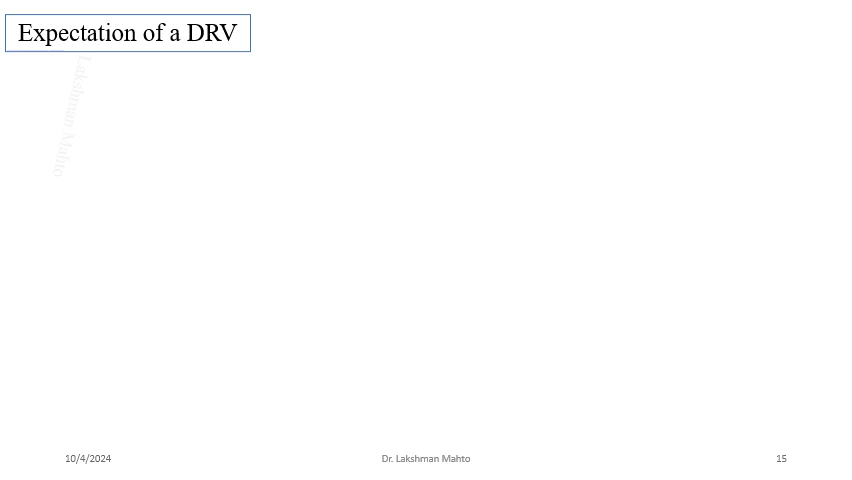 Expectation of a DRV
Lakshman Mahto
10/4/2024
Dr. Lakshman Mahto
15